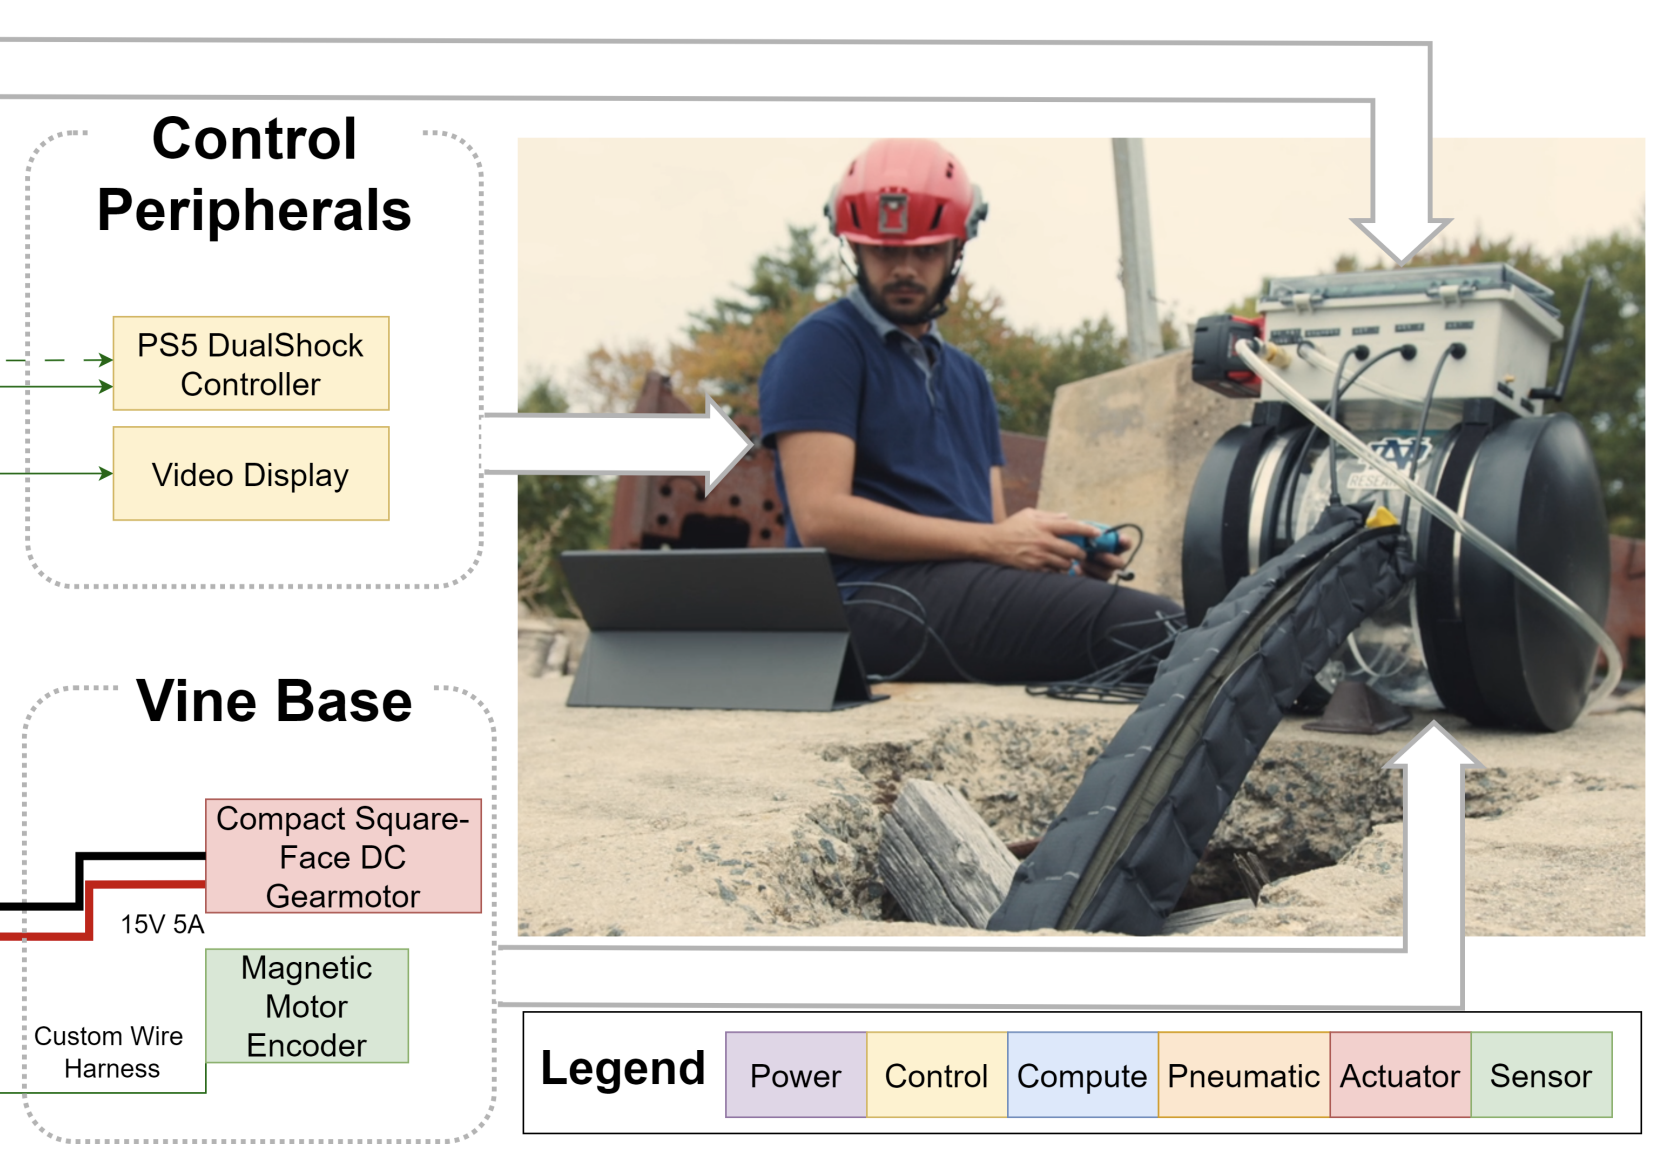 Control
Peripherals
PS5 DualShock
Controller
Video Display
Vine Base
Compact Square-
Face DC
Gearmotor
15V 5A
Magnetic
Motor
Encoder
Custom Wire
Harness
Legend
Power
Control
Compute
Pneumatic
Actuator
Sensor